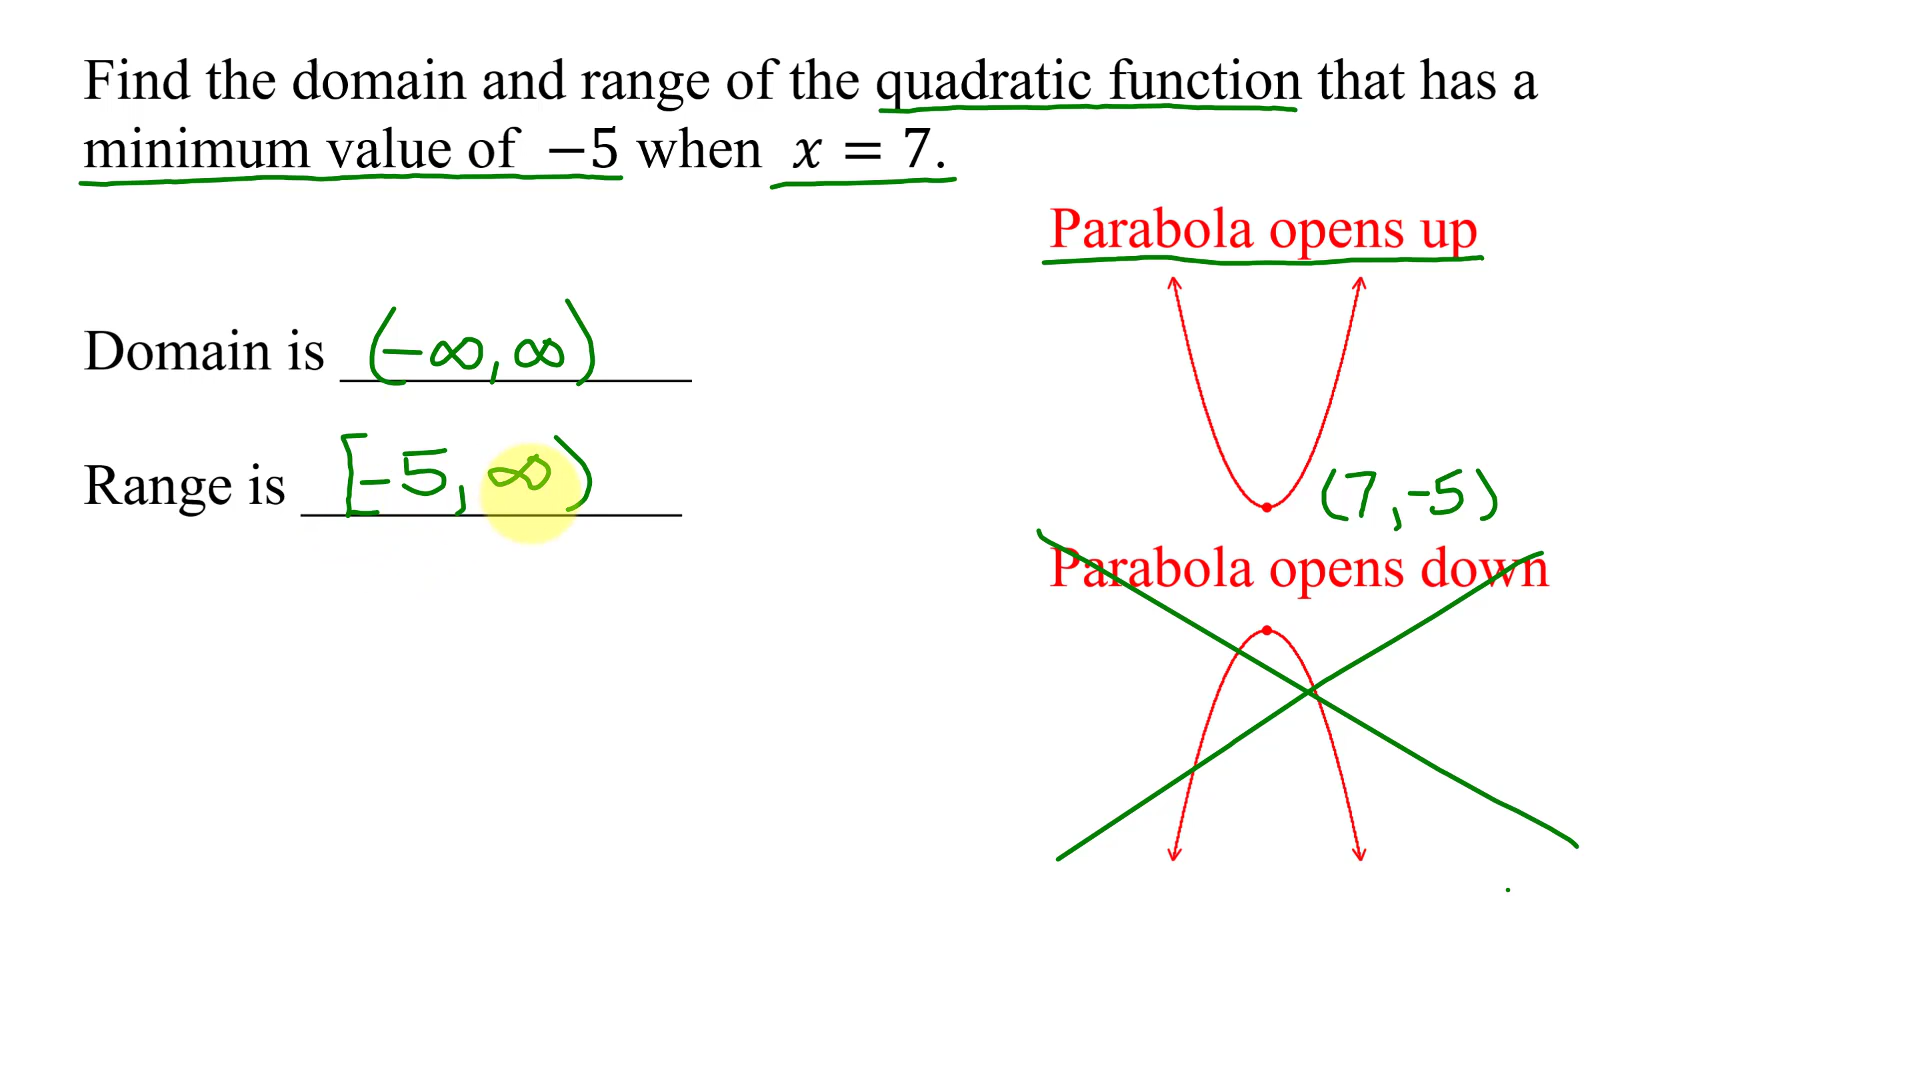 Find the domain and range of the quadratic function that has a
minimum value of −5 when x = 7.
Parabola opens up
Domain is (-∞,∞)
Range is [-5,∞)
(7,-5)
Parabola opens down